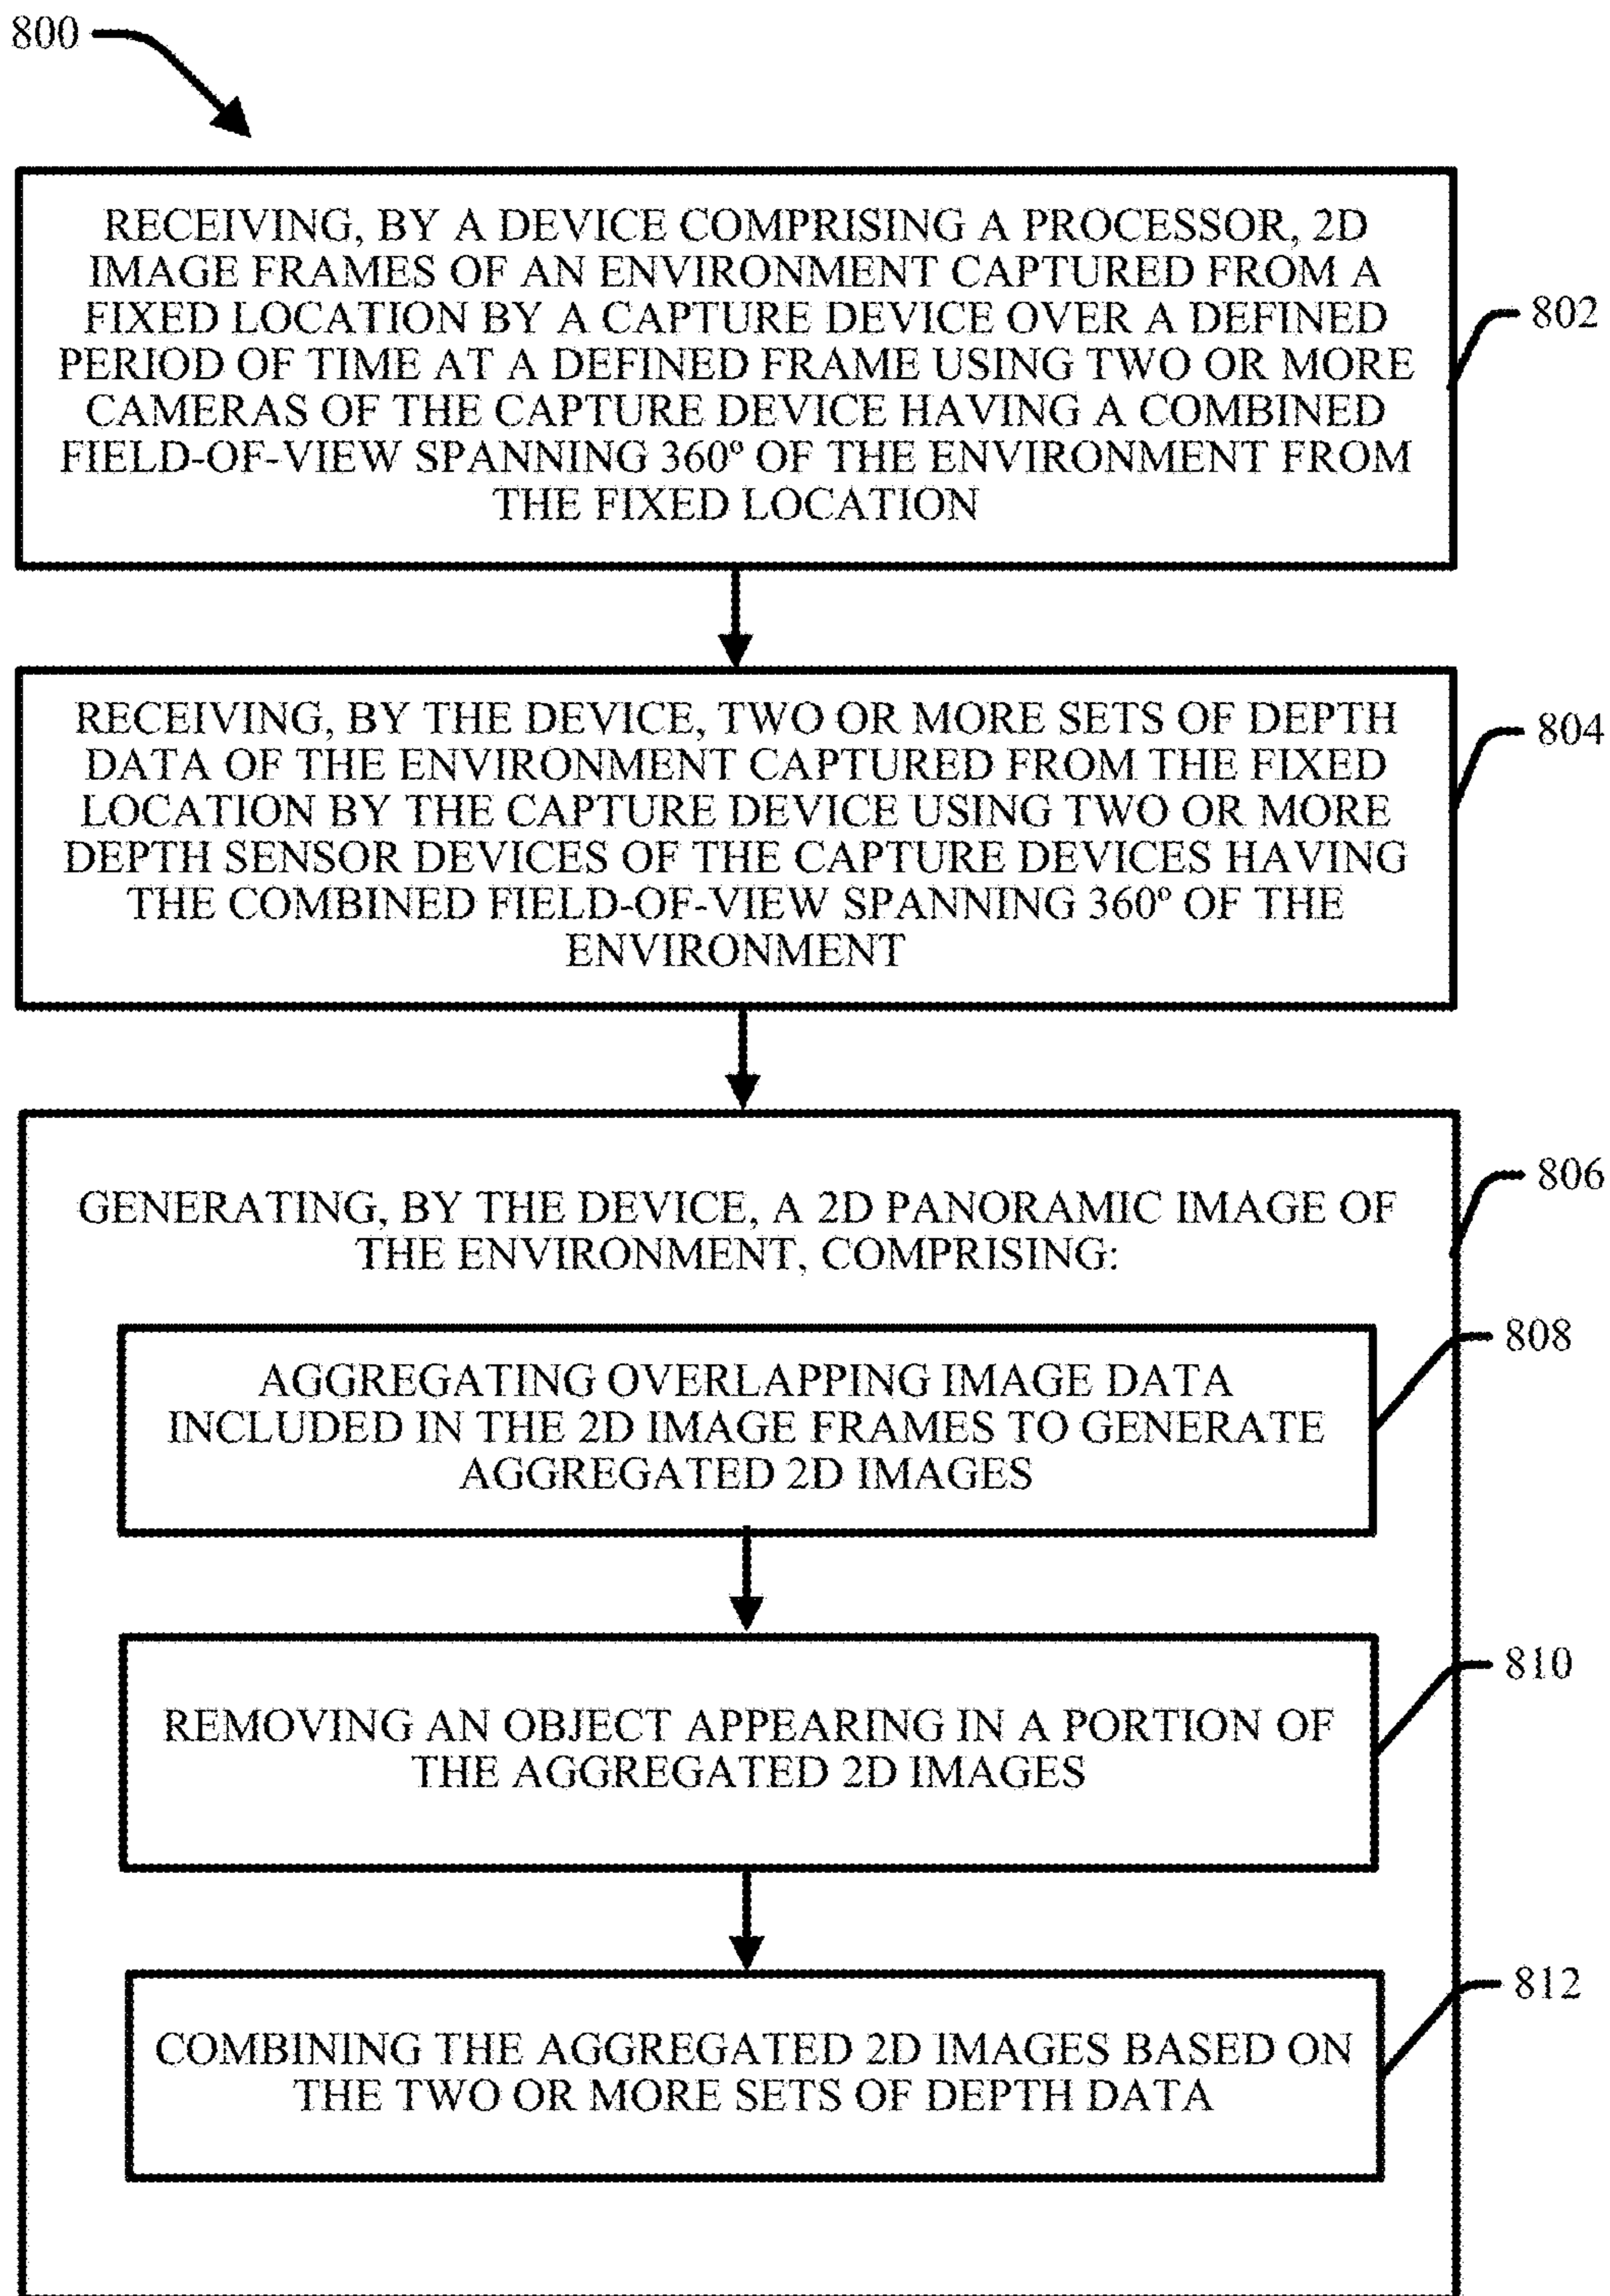 800
RECEIVING, BY A DEVICE COMPRISING A PROCESSOR, 2D
IMAGE FRAMES OF AN ENVIRONMENT CAPTURED FROM A
FIXED LOCATION BY A CAPTURE DEVICE OVER A DEFINED
PERIOD OF TIME AT A DEFINED FRAME USING TWO OR MORE
CAMERAS OF THE CAPTURE DEVICE HAVING A COMBINED
FIELD-OF-VIEW SPANNING 360º OF THE ENVIRONMENT FROM
THE FIXED LOCATION
802
RECEIVING, BY THE DEVICE, TWO OR MORE SETS OF DEPTH
DATA OF THE ENVIRONMENT CAPTURED FROM THE FIXED
LOCATION BY THE CAPTURE DEVICE USING TWO OR MORE
DEPTH SENSOR DEVICES OF THE CAPTURE DEVICES HAVING
THE COMBINED FIELD-OF-VIEW SPANNING 360º OF THE
ENVIRONMENT
804
GENERATING, BY THE DEVICE, A 2D PANORAMIC IMAGE OF
THE ENVIRONMENT, COMPRISING:
806
AGGREGATING OVERLAPPING IMAGE DATA
INCLUDED IN THE 2D IMAGE FRAMES TO GENERATE
AGGREGATED 2D IMAGES
808
REMOVING AN OBJECT APPEARING IN A PORTION OF
THE AGGREGATED 2D IMAGES
810
COMBINING THE AGGREGATED 2D IMAGES BASED ON
THE TWO OR MORE SETS OF DEPTH DATA
812